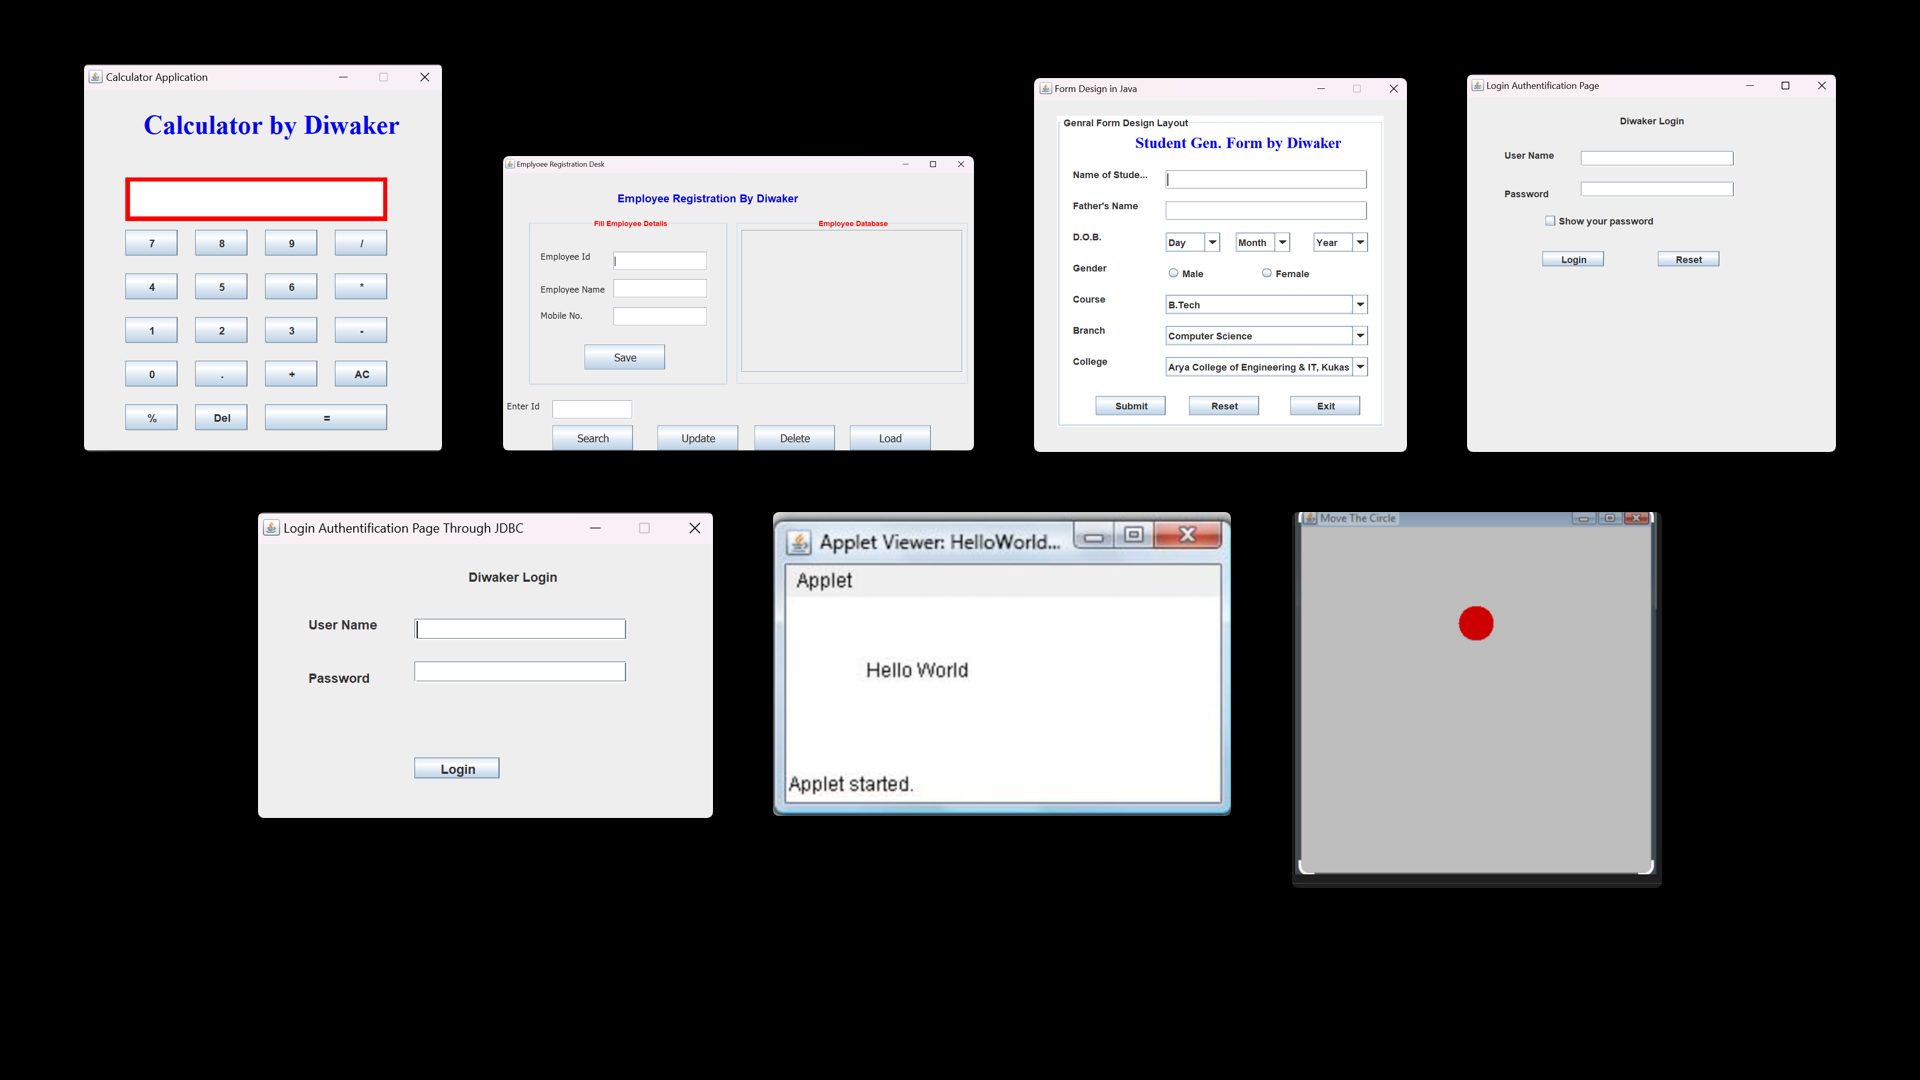 Calculator Application
Calculator by Diwaker
7 8 9 /
4 5 6 *
1 2 3 -
0 . + AC
% Del =
Emplyoee Registration Desk
Employee Registration By Diwaker
Fill Employee Details
Employee Id
Employee Name
Mobile No.
Save
Employee Database
Enter Id
Search Update Delete Load
Form Design in Java
Genral Form Design Layout
Student Gen. Form by Diwaker
Name of Stude...
Father's Name
D.O.B. Day Month Year
Gender Male Female
Course B.Tech
Branch Computer Science
College Arya College of Engineering & IT, Kukas
Submit Reset Exit
Login Authentification Page
Diwaker Login
User Name
Password
Show your password
Login Reset
Login Authentification Page Through JDBC
Diwaker Login
User Name
Password
Login
Applet Viewer: HelloWorld...
Applet
Hello World
Applet started.
Move The Circle